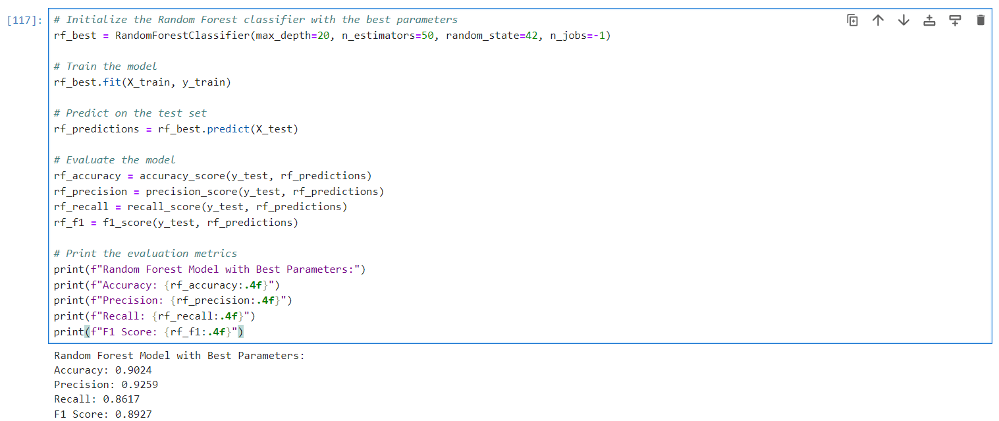 [117]:
# Initialize the Random Forest classifier with the best parameters
rf_best = RandomForestClassifier(max_depth=20, n_estimators=50, random_state=42, n_jobs=-1)
# Train the model
rf_best.fit(X_train, y_train)
# Predict on the test set
rf_predictions = rf_best.predict(X_test)
# Evaluate the model
rf_accuracy = accuracy_score(y_test, rf_predictions)
rf_precision = precision_score(y_test, rf_predictions)
rf_recall = recall_score(y_test, rf_predictions)
rf_f1 = f1_score(y_test, rf_predictions)
# Print the evaluation metrics
print(f"Random Forest Model with Best Parameters:")
print(f"Accuracy: {rf_accuracy:.4f}")
print(f"Precision: {rf_precision:.4f}")
print(f"Recall: {rf_recall:.4f}")
print(f"F1 Score: {rf_f1:.4f}")
Random Forest Model with Best Parameters:
Accuracy: 0.9024
Precision: 0.9259
Recall: 0.8617
F1 Score: 0.8927